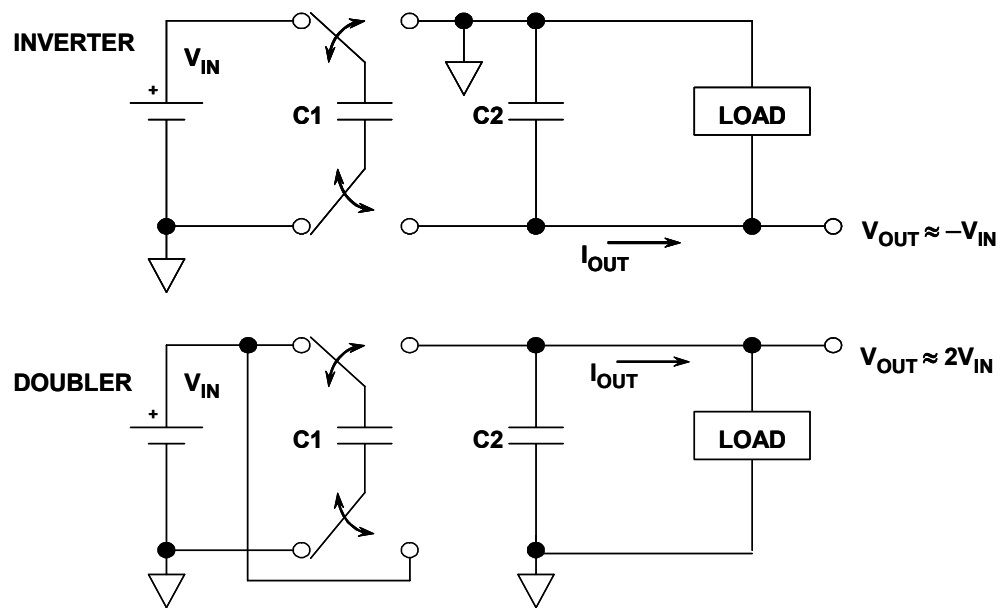 INVERTER
V_IN
+
C1
C2
LOAD
I_OUT
V_OUT ≈ −V_IN
DOUBLER
V_IN
+
C1
C2
I_OUT
LOAD
V_OUT ≈ 2V_IN